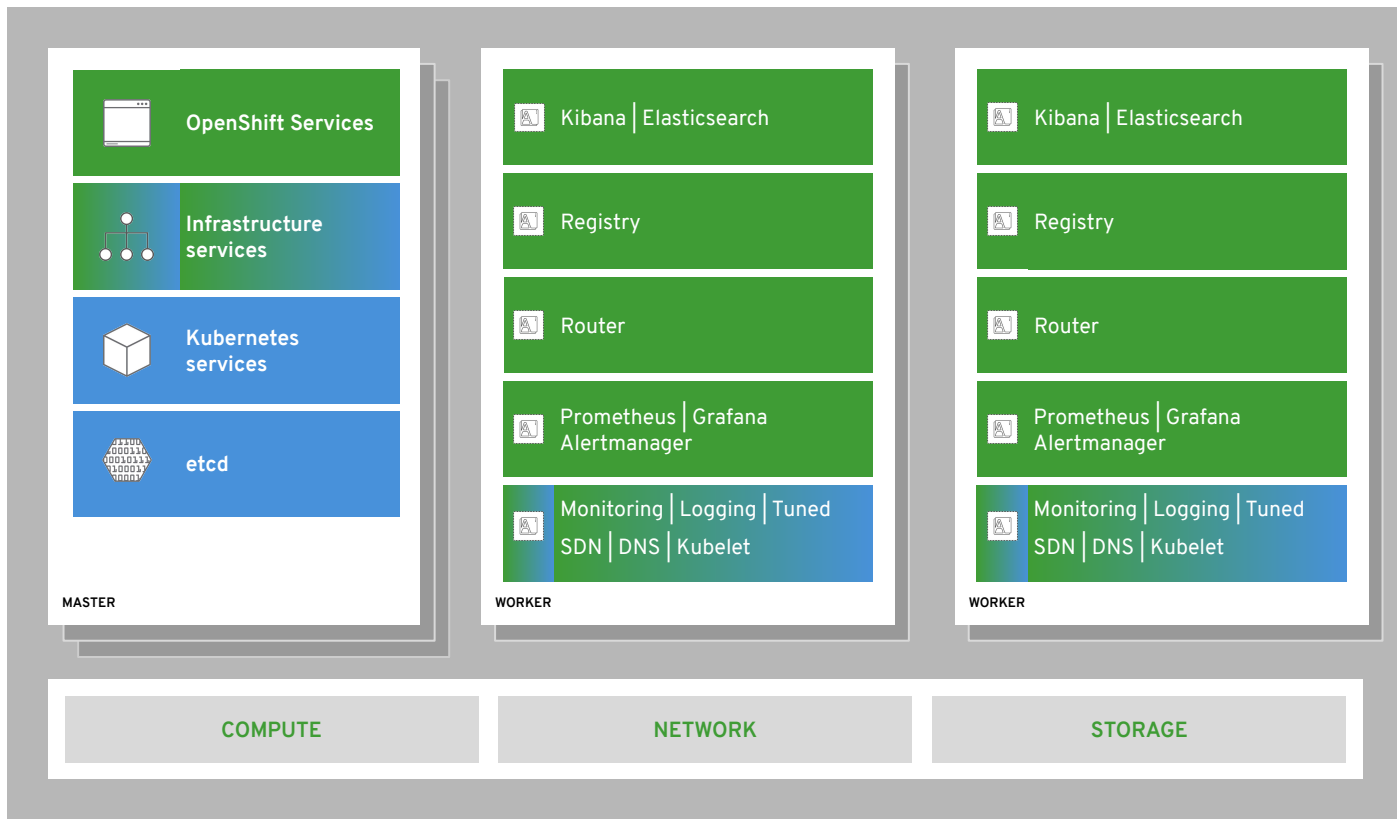 OpenShift Services
Infrastructure
services
Kubernetes
services
etcd
MASTER
Kibana | Elasticsearch
Registry
Router
Prometheus | Grafana
Alertmanager
Monitoring | Logging | Tuned
SDN | DNS | Kubelet
WORKER
Kibana | Elasticsearch
Registry
Router
Prometheus | Grafana
Alertmanager
Monitoring | Logging | Tuned
SDN | DNS | Kubelet
WORKER
COMPUTE
NETWORK
STORAGE